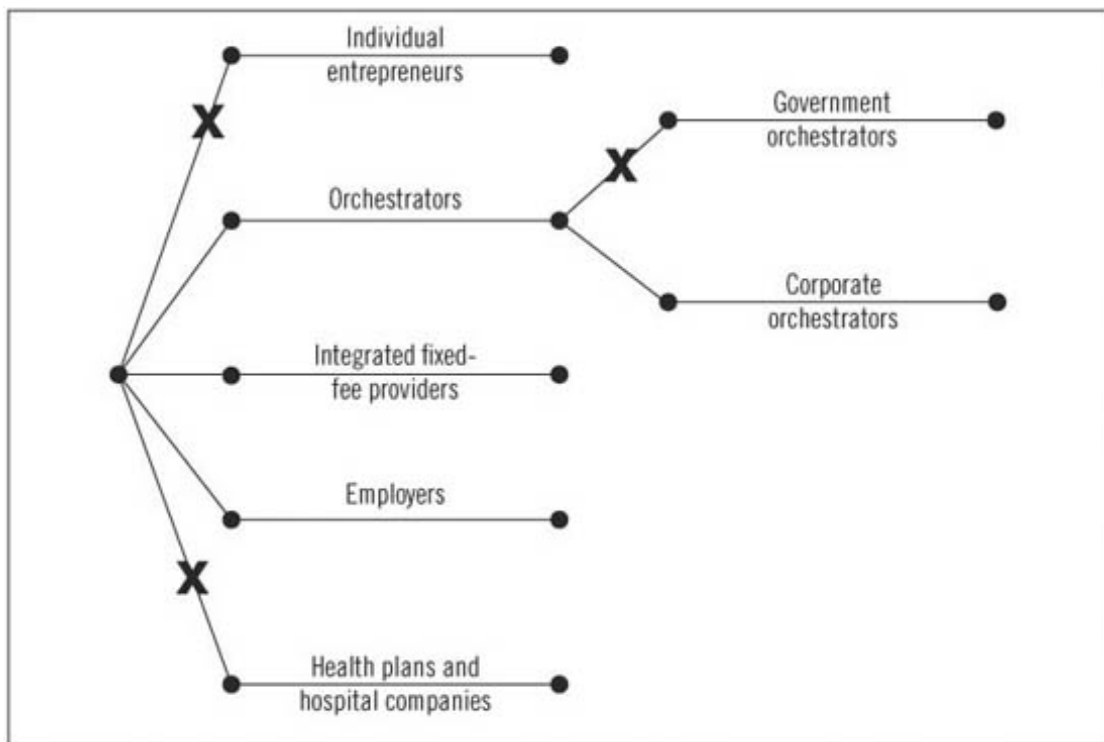 Individual
entrepreneurs
Government
orchestrators
X
X
Orchestrators
Corporate
orchestrators
Integrated fixed-
fee providers
Employers
X
Health plans and
hospital companies